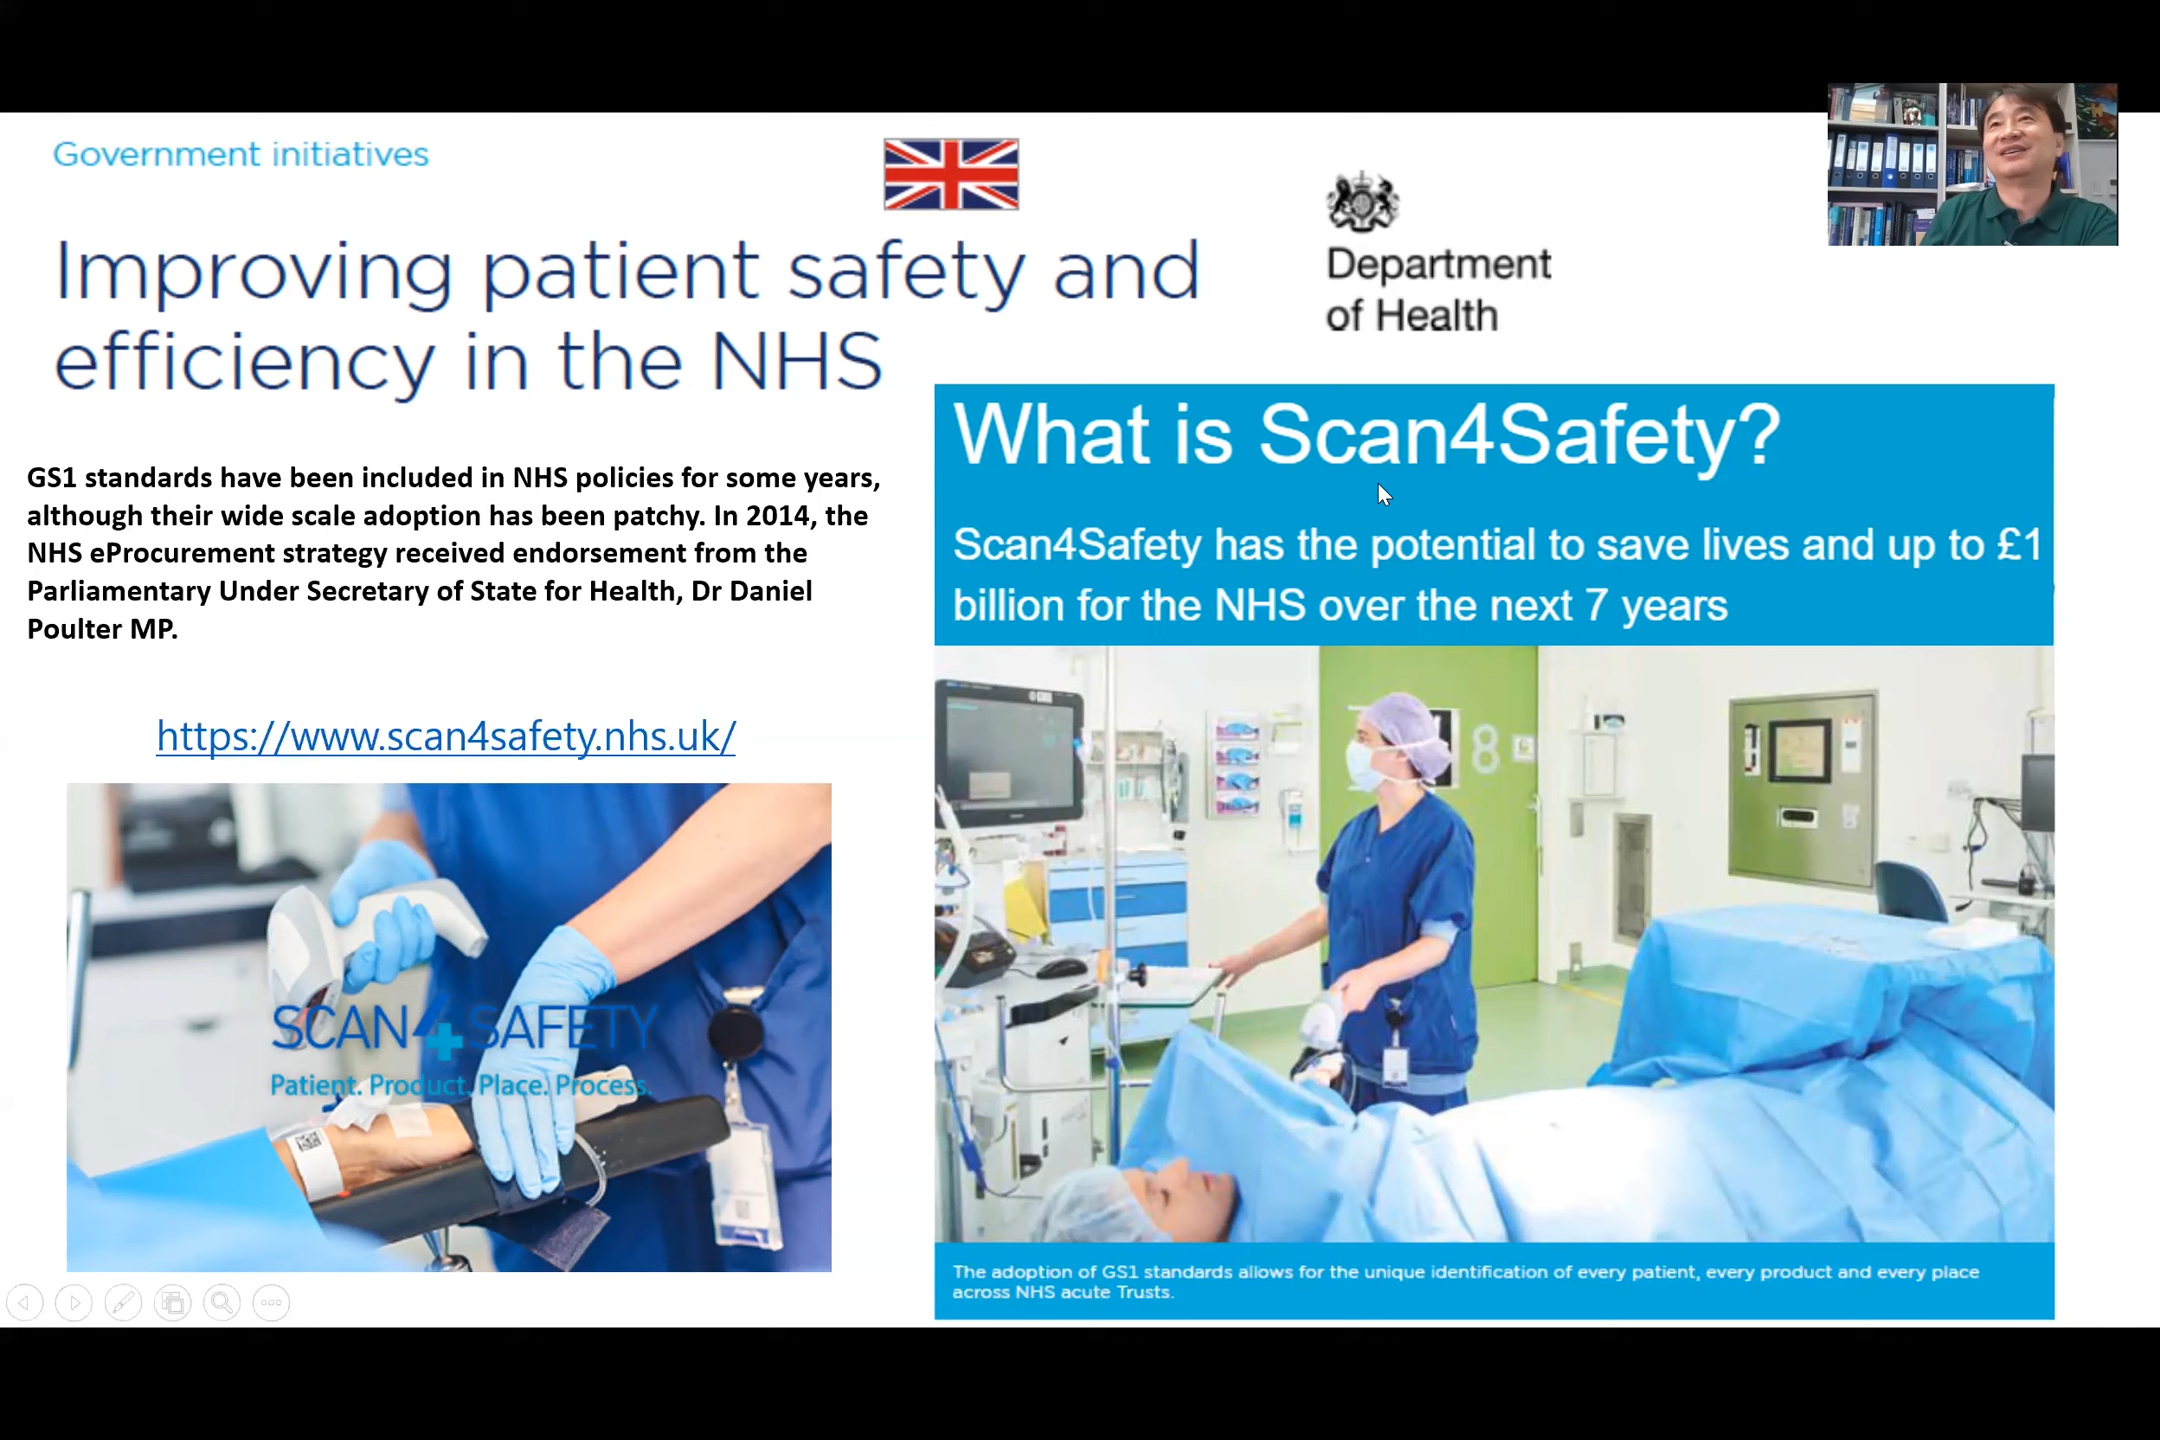 Government initiatives
Improving patient safety and
efficiency in the NHS
Department
of Health
GS1 standards have been included in NHS policies for some years,
although their wide scale adoption has been patchy. In 2014, the
NHS eProcurement strategy received endorsement from the
Parliamentary Under Secretary of State for Health, Dr Daniel
Poulter MP.
https://www.scan4safety.nhs.uk/
SCAN4SAFETY
Patient. Product. Place. Process.
What is Scan4Safety?
Scan4Safety has the potential to save lives and up to £1
billion for the NHS over the next 7 years
8
The adoption of GS1 standards allows for the unique identification of every patient, every product and every place
across NHS acute Trusts.